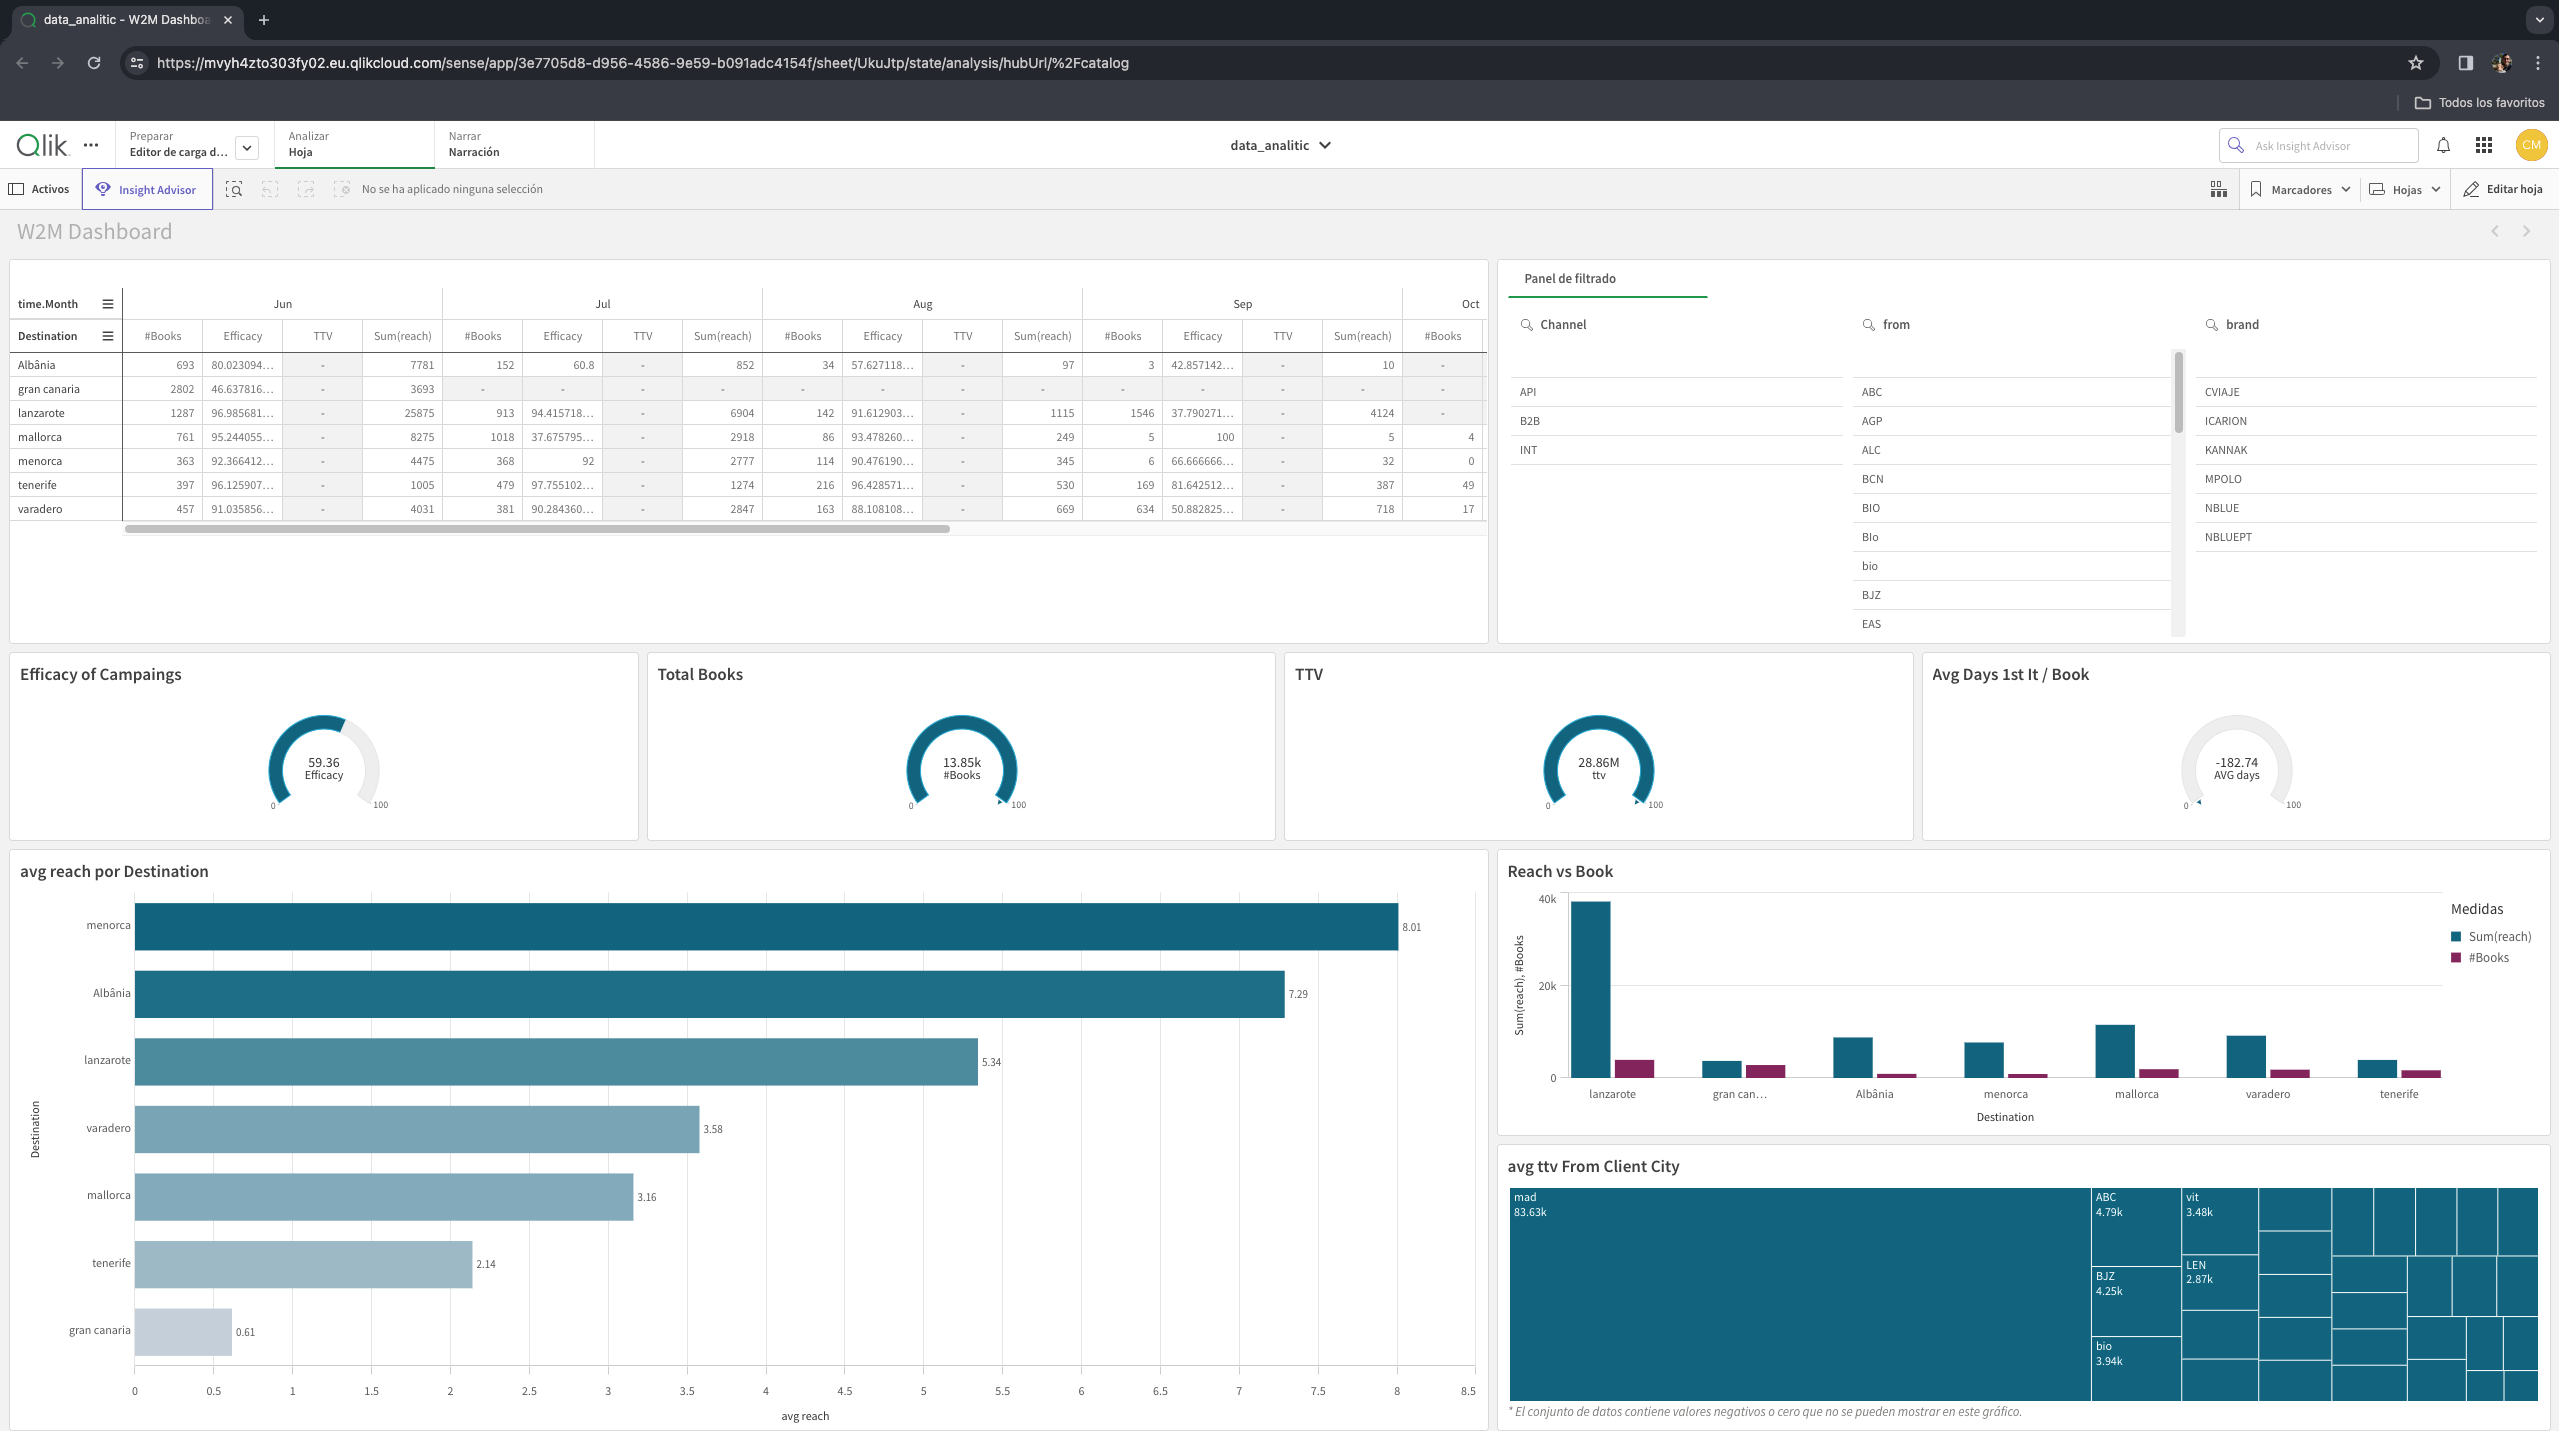 data_analitic - W2M Dashboa
https://mvyh4zto303fy02.eu.qlikcloud.com/sense/app/3e7705d8-d956-4586-9e59-b091adc4154f/sheet/UkuJtp/state/analysis/hubUrl/%2Fcatalog
Todos los favoritos
Qlik
Preparar
Editor de carga d...
Analizar
Hoja
Narrar
Narración
data_analitic
Ask Insight Advisor
CM
Activos
Insight Advisor
No se ha aplicado ninguna selección
Marcadores
Hojas
Editar hoja
W2M Dashboard
time.Month Jun Jul Aug Sep Oct
Destination #Books Efficacy TTV Sum(reach) #Books Efficacy TTV Sum(reach) #Books Efficacy TTV Sum(reach) #Books Efficacy TTV Sum(reach) #Books
Albânia 693 80.023094... - 7781 152 60.8 - 852 34 57.627118... - 97 3 42.857142... - 10 -
gran canaria 2802 46.637816... - 3693 - - - - - - - - - - - - -
lanzarote 1287 96.985681... - 25875 913 94.415718... - 6904 142 91.612903... - 1115 1546 37.790271... - 4124 -
mallorca 761 95.244055... - 8275 1018 37.675795... - 2918 86 93.478260... - 249 5 100 - 5 4
menorca 363 92.366412... - 4475 368 92 - 2777 114 90.476190... - 345 6 66.666666... - 32 0
tenerife 397 96.125907... - 1005 479 97.755102... - 1274 216 96.428571... - 530 169 81.642512... - 387 49
varadero 457 91.035856... - 4031 381 90.284360... - 2847 163 88.108108... - 669 634 50.882825... - 718 17
Panel de filtrado
Channel
API
B2B
INT
from
ABC
AGP
ALC
BCN
BIO
BIo
bio
BJZ
EAS
brand
CVIAJE
ICARION
KANNAK
MPOLO
NBLUE
NBLUEPT
Efficacy of Campaings
59.36
Efficacy
0 100
Total Books
13.85k
#Books
0 100
TTV
28.86M
ttv
0 100
Avg Days 1st It / Book
-182.74
AVG days
0 100
avg reach por Destination
Destination
menorca 8.01
Albânia 7.29
lanzarote 5.34
varadero 3.58
mallorca 3.16
tenerife 2.14
gran canaria 0.61
0 0.5 1 1.5 2 2.5 3 3.5 4 4.5 5 5.5 6 6.5 7 7.5 8 8.5
avg reach
Reach vs Book
Sum(reach), #Books
40k
20k
0
lanzarote gran can... Albânia menorca mallorca varadero tenerife
Destination
Medidas
Sum(reach)
#Books
avg ttv From Client City
mad
83.63k
ABC
4.79k
BJZ
4.25k
bio
3.94k
vit
3.48k
LEN
2.87k
* El conjunto de datos contiene valores negativos o cero que no se pueden mostrar en este gráfico.